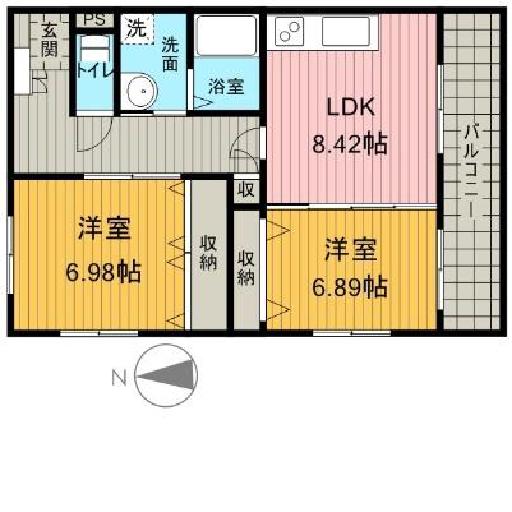 玄関
PS
トイレ
洗
洗面
浴室
LDK
8.42帖
バルコニー
収
洋室
6.98帖
収納
収納
洋室
6.89帖
N